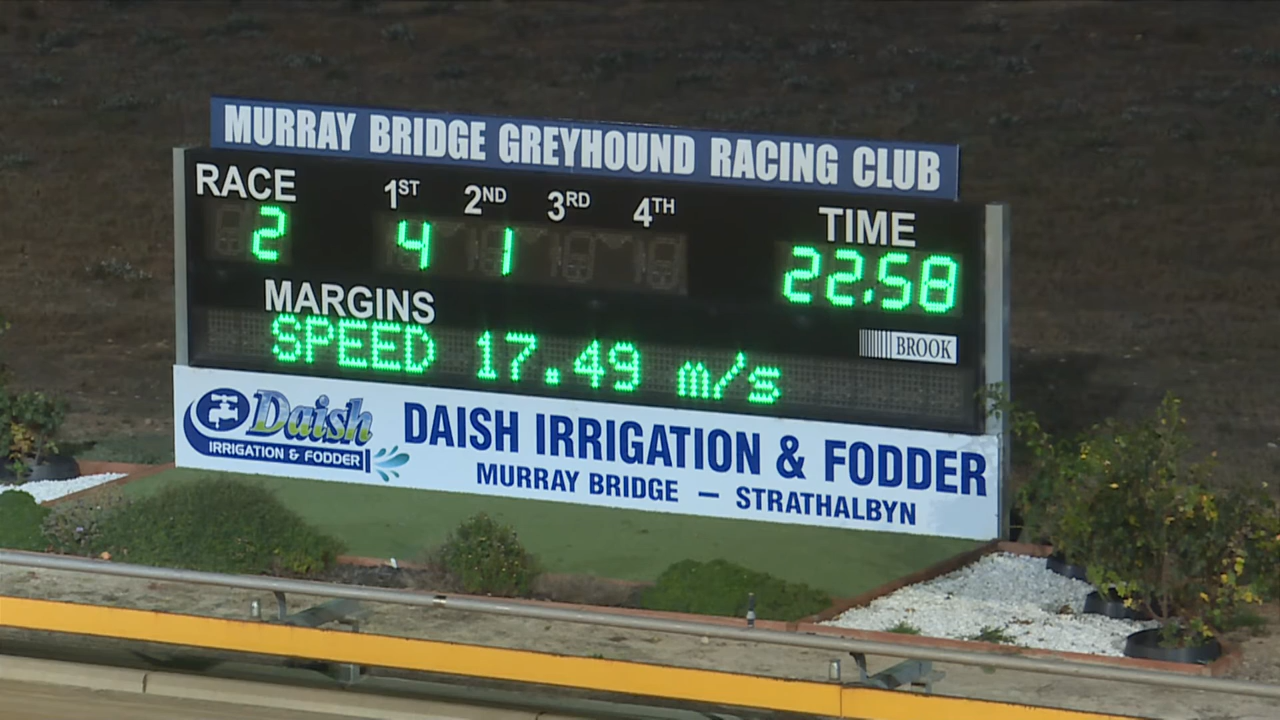 MURRAY BRIDGE GREYHOUND RACING CLUB
RACE 1ST 2ND 3RD 4TH TIME
2 4 1 22.58
MARGINS
SPEED 17.49 m/s
BROOK
Daish
IRRIGATION & FODDER
DAISH IRRIGATION & FODDER
MURRAY BRIDGE – STRATHALBYN